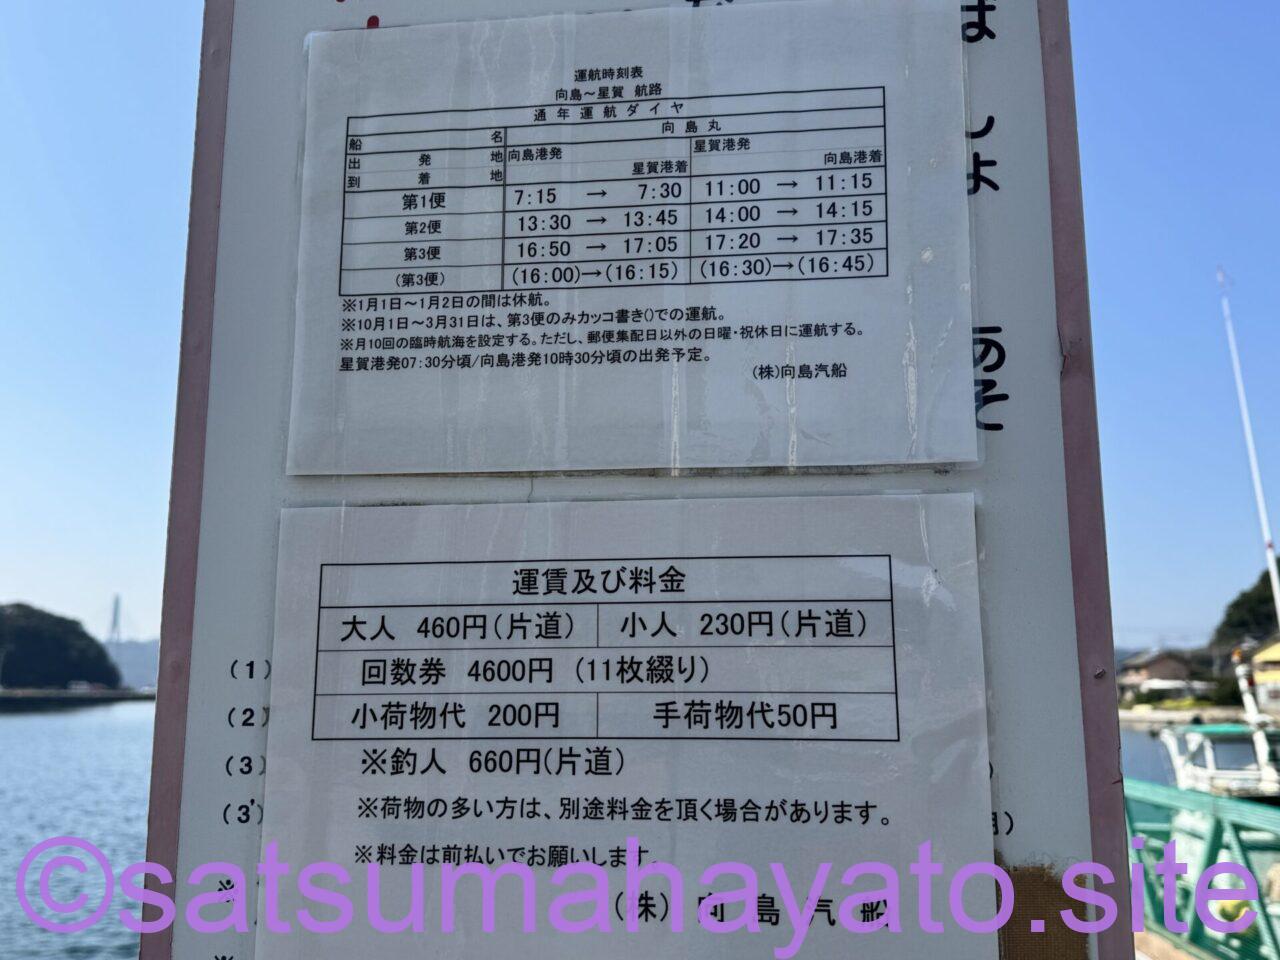 ば
しょ
あそ
運航時刻表
向島～星賀 航路
通年運航ダイヤ
船 名 向島丸
出 発 地 向島港発 星賀港発
到 着 地 星賀港着 向島港着
第1便 7:15 → 7:30 11:00 → 11:15
第2便 13:30 → 13:45 14:00 → 14:15
第3便 16:50 → 17:05 17:20 → 17:35
(第3便) (16:00)→(16:15) (16:30)→(16:45)
※1月1日～1月2日の間は休航。
※10月1日～3月31日は、第3便のみカッコ書き()での運航。
※月10回の臨時航海を設定する。ただし、郵便集配日以外の日曜・祝休日に運航する。
星賀港発07:30分頃/向島港発10時30分頃の出発予定。
(株)向島汽船
運賃及び料金
大人 460円(片道) 小人 230円(片道)
回数券 4600円 (11枚綴り)
小荷物代 200円 手荷物代50円
※釣人 660円(片道)
※荷物の多い方は、別途料金を頂く場合があります。
※料金は前払いでお願いします。
(株)向島汽船
(1)
(2)
(3)
(3')
※
※
©satsumahayato.site